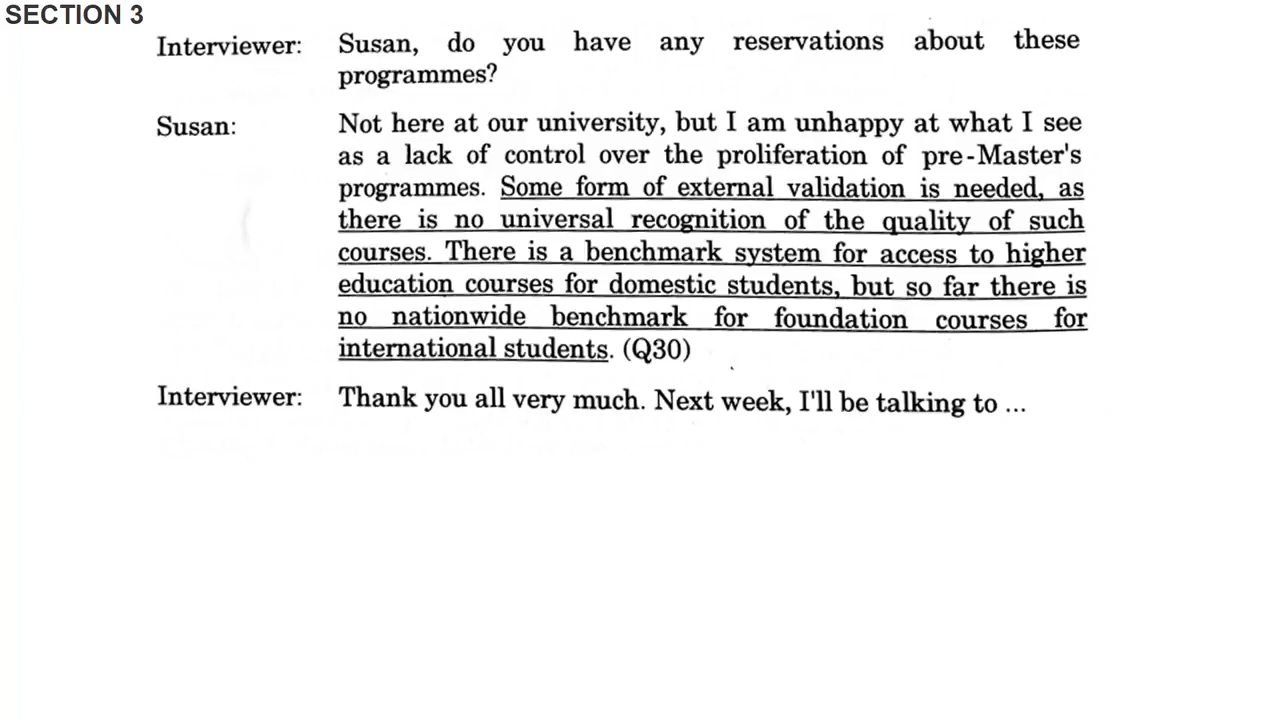 SECTION 3
Interviewer: Susan, do you have any reservations about these
programmes?
Susan: Not here at our university, but I am unhappy at what I see
as a lack of control over the proliferation of pre-Master's
programmes. Some form of external validation is needed, as
there is no universal recognition of the quality of such
courses. There is a benchmark system for access to higher
education courses for domestic students, but so far there is
no nationwide benchmark for foundation courses for
international students. (Q30)
Interviewer: Thank you all very much. Next week, I'll be talking to ...